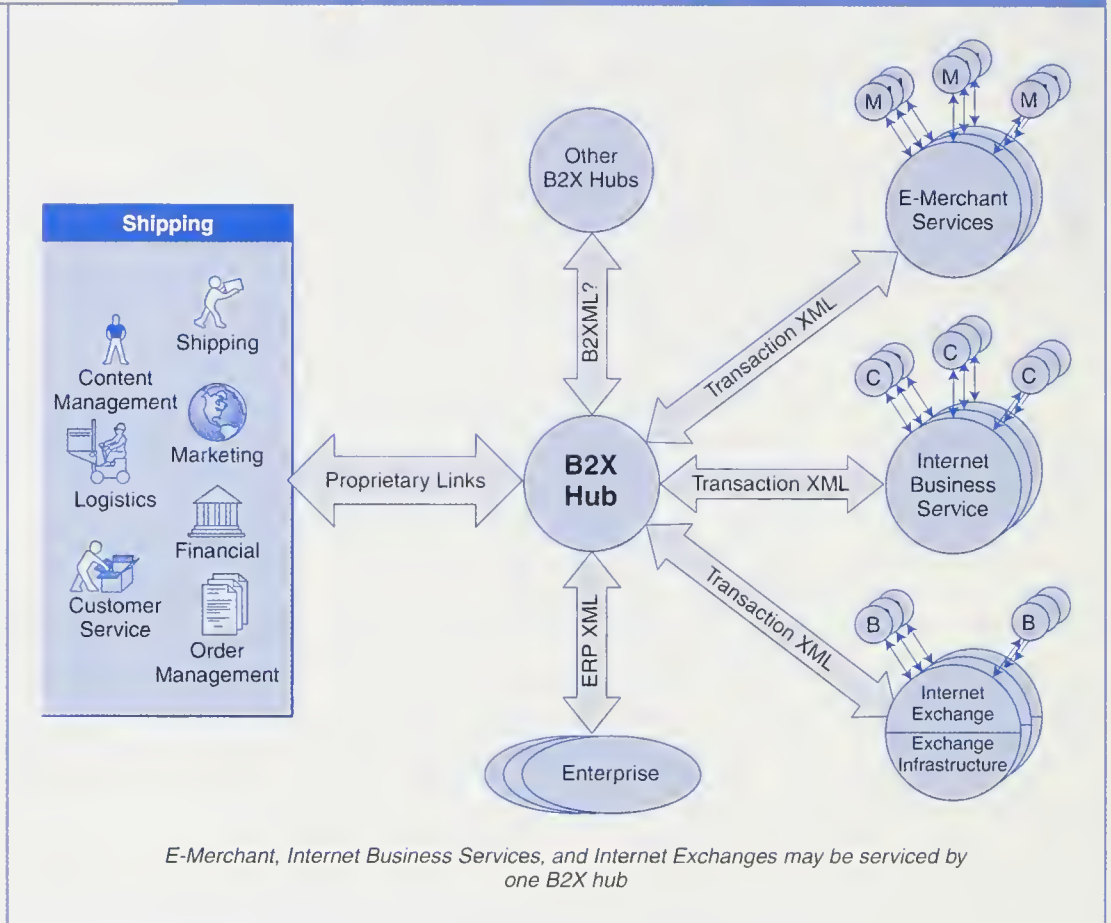 Shipping
Shipping
Content
Management
Marketing
Logistics
Financial
Customer
Service
Order
Management
Proprietary Links
Other
B2X Hubs
B2XML?
B2X
Hub
ERP XML
Enterprise
Transaction XML
Transaction XML
Transaction XML
M
M
M
E-Merchant
Services
C
C
C
Internet
Business
Service
B
B
Internet
Exchange
Exchange
Infrastructure
E-Merchant, Internet Business Services, and Internet Exchanges may be serviced by
one B2X hub